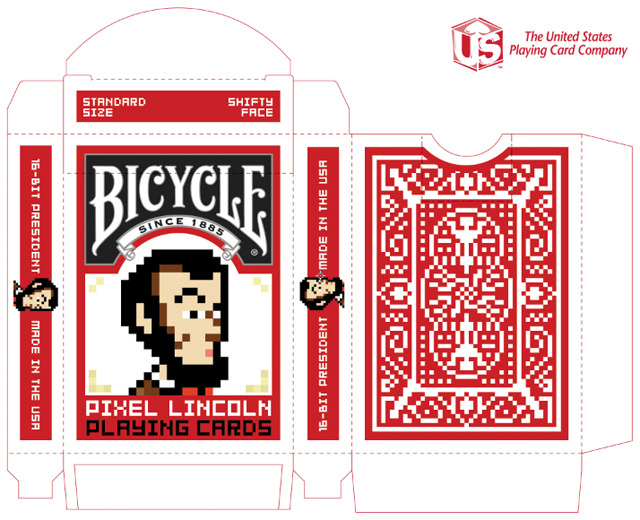 US
The United States
Playing Card Company
STANDARD
SIZE
SHIFTY
FACE
16-BIT PRESIDENT
MADE IN THE USA
BICYCLE
®
SINCE 1885
PIXEL LINCOLN
PLAYING CARDS
MADE IN THE USA
16-BIT PRESIDENT